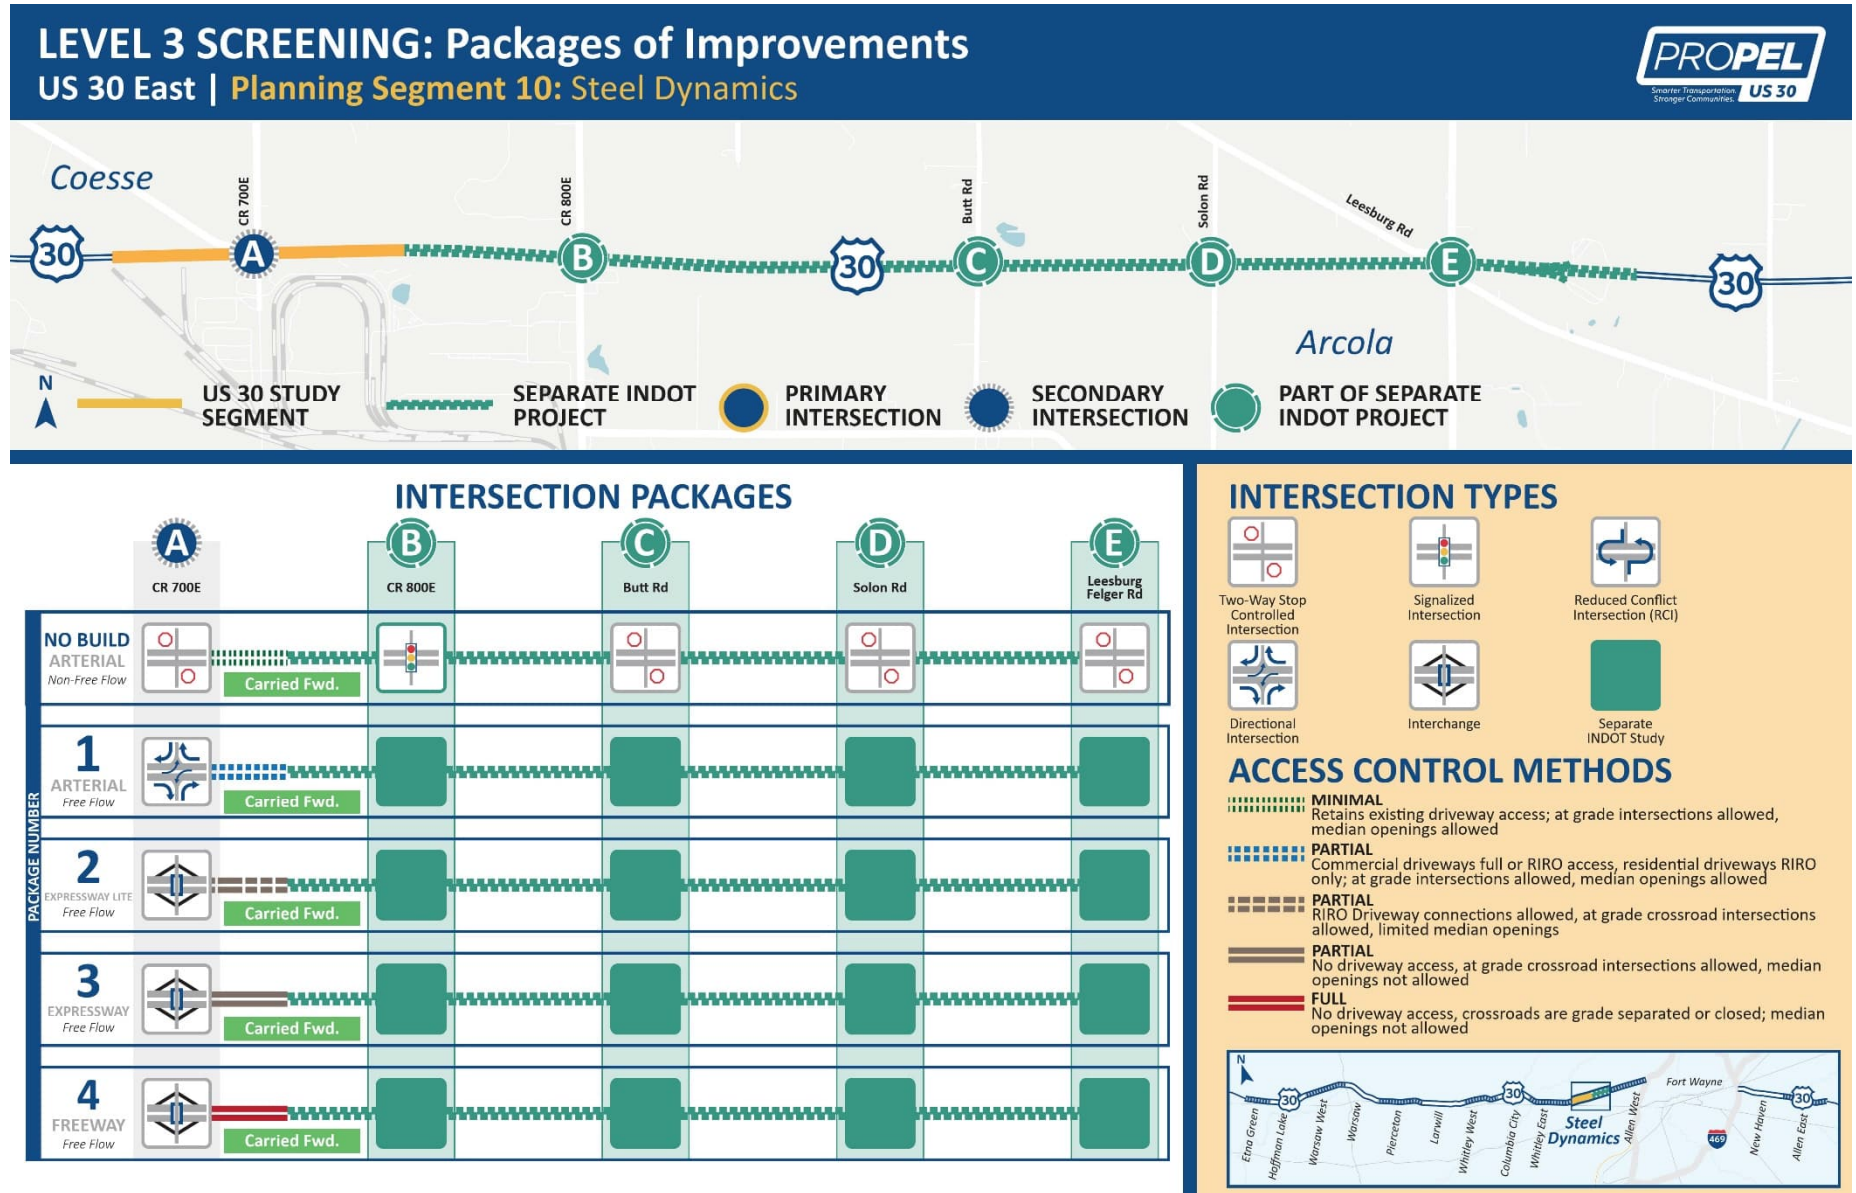 LEVEL 3 SCREENING: Packages of Improvements
US 30 East | Planning Segment 10: Steel Dynamics
PROPEL
Smarter Transportation.
Stronger Communities.
US 30
Coesse
CR 700E
CR 800E
Butt Rd
Solon Rd
Leesburg Rd
30
A
B
30
C
D
E
30
Arcola
N
US 30 STUDY
SEGMENT
SEPARATE INDOT
PROJECT
PRIMARY
INTERSECTION
SECONDARY
INTERSECTION
PART OF SEPARATE
INDOT PROJECT
INTERSECTION PACKAGES
A
B
C
D
E
CR 700E
CR 800E
Butt Rd
Solon Rd
Leesburg
Felger Rd
PACKAGE NUMBER
NO BUILD
ARTERIAL
Non-Free Flow
Carried Fwd.
1
ARTERIAL
Free Flow
Carried Fwd.
2
EXPRESSWAY LITE
Free Flow
Carried Fwd.
3
EXPRESSWAY
Free Flow
Carried Fwd.
4
FREEWAY
Free Flow
Carried Fwd.
INTERSECTION TYPES
Two-Way Stop
Controlled
Intersection
Signalized
Intersection
Reduced Conflict
Intersection (RCI)
Directional
Intersection
Interchange
Separate
INDOT Study
ACCESS CONTROL METHODS
MINIMAL
Retains existing driveway access; at grade intersections allowed,
median openings allowed
PARTIAL
Commercial driveways full or RIRO access, residential driveways RIRO
only; at grade intersections allowed, median openings allowed
PARTIAL
RIRO Driveway connections allowed, at grade crossroad intersections
allowed, limited median openings
PARTIAL
No driveway access, at grade crossroad intersections allowed, median
openings not allowed
FULL
No driveway access, crossroads are grade separated or closed; median
openings not allowed
N
30
30
30
Fort Wayne
469
Etna Green
Hoffman Lake
Warsaw West
Warsaw
Pierceton
Larwill
Whitley West
Columbia City
Whitley East
Steel
Dynamics
Allen West
New Haven
Allen East